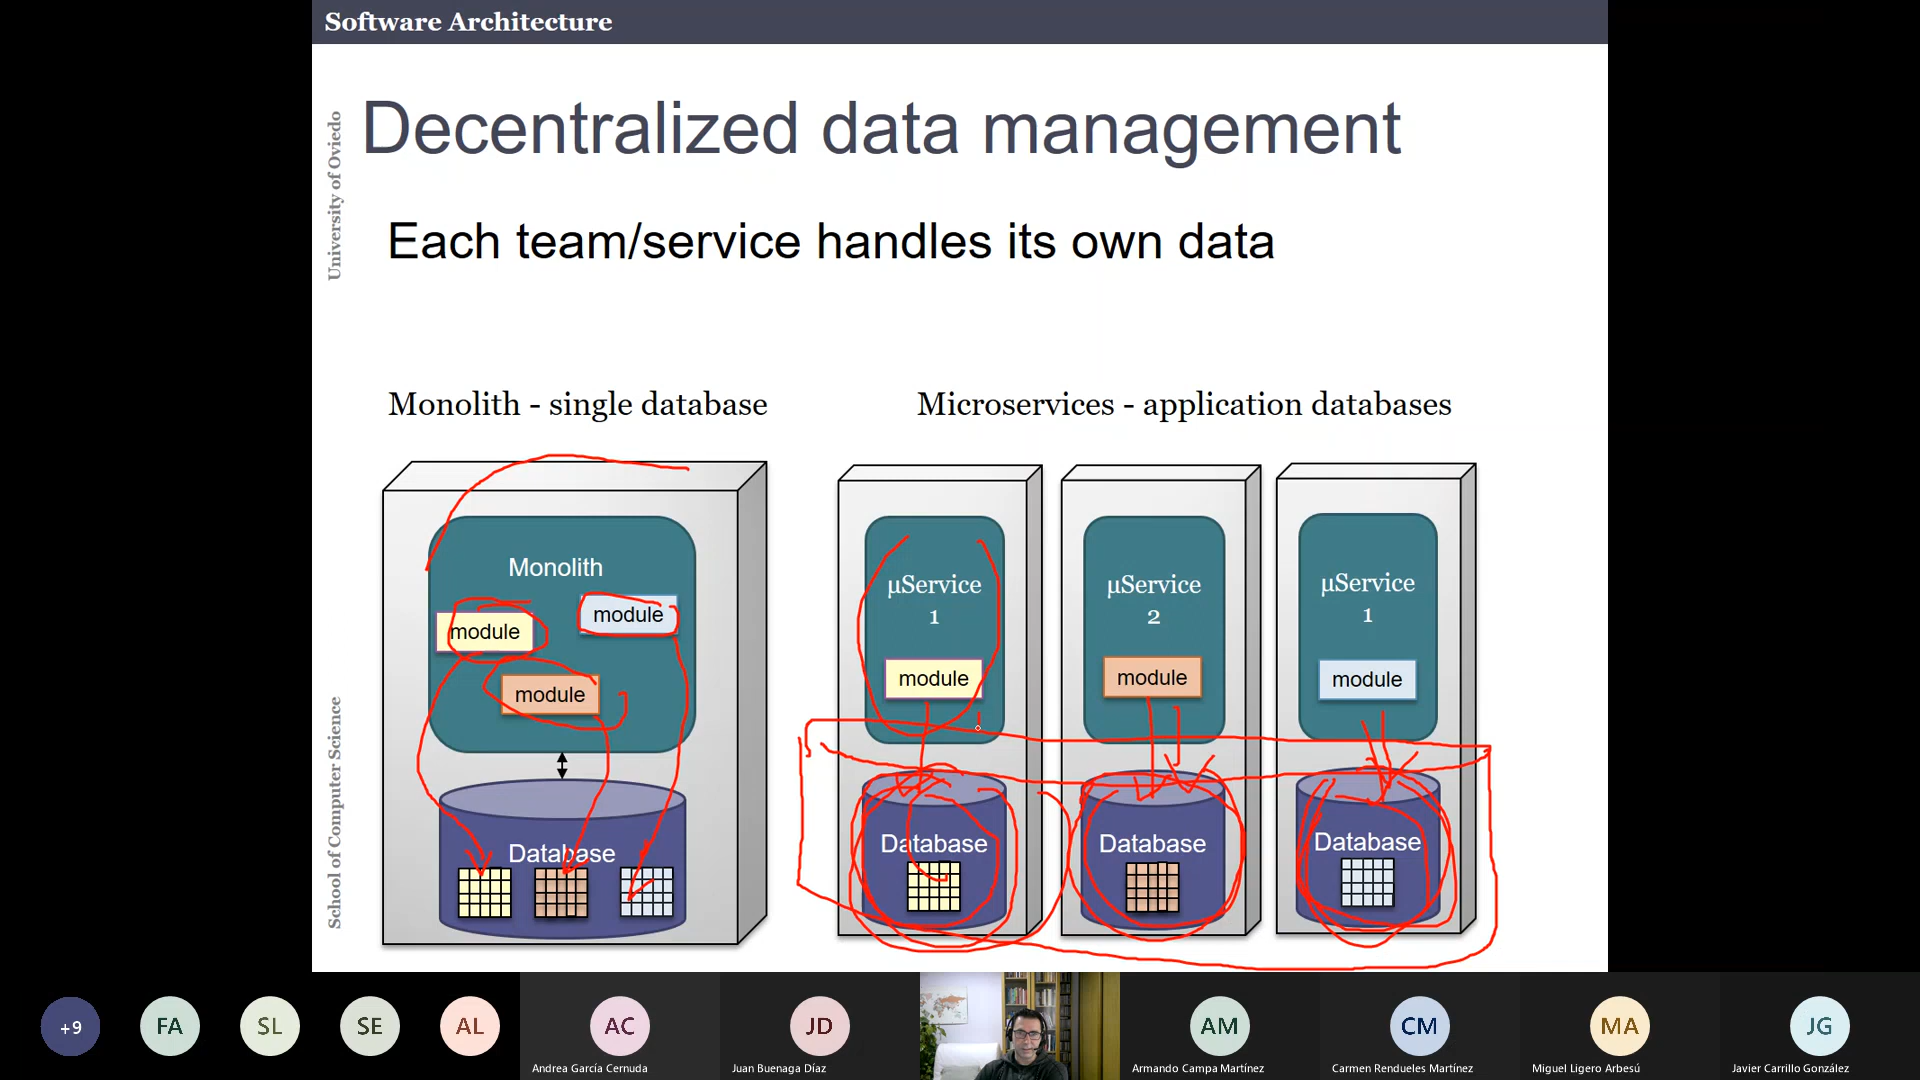 Software Architecture
University of Oviedo
School of Computer Science
Decentralized data management
Each team/service handles its own data
Monolith - single database
Microservices - application databases
Monolith
module
module
module
Database
µService
1
module
Database
µService
2
module
Database
µService
1
module
Database
+9
FA
SL
SE
AL
AC
Andrea García Cernuda
JD
Juan Buenaga Díaz
AM
Armando Campa Martínez
CM
Carmen Rendueles Martínez
MA
Miguel Ligero Arbesú
JG
Javier Carrillo González